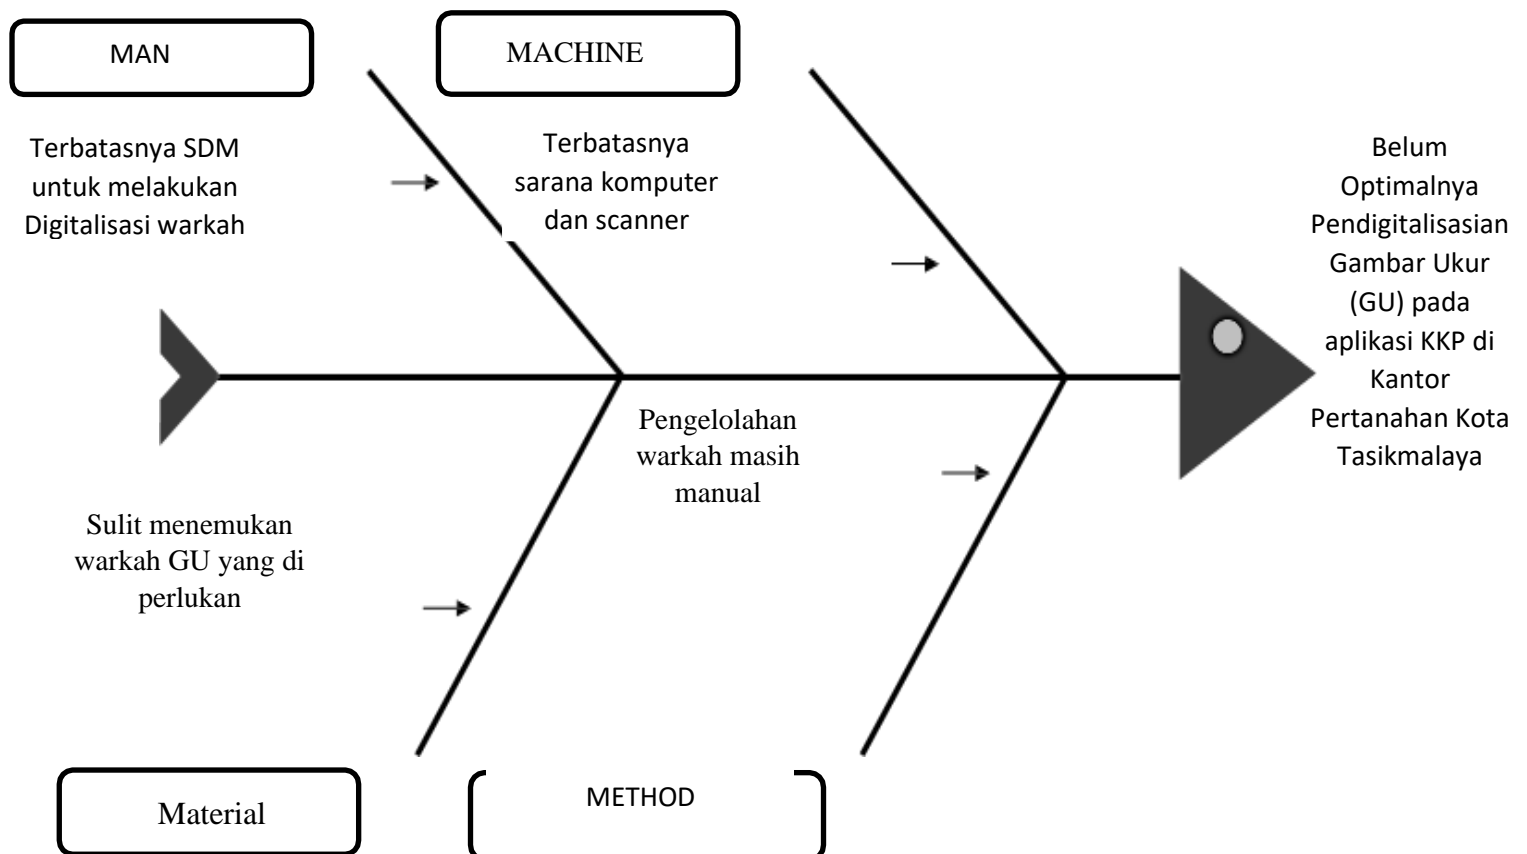 MAN
MACHINE
Terbatasnya SDM
untuk melakukan
Digitalisasi warkah
Terbatasnya
sarana komputer
dan scanner
Belum
Optimalnya
Pendigitalisasian
Gambar Ukur
(GU) pada
aplikasi KKP di
Kantor
Pertanahan Kota
Tasikmalaya
Pengelolahan
warkah masih
manual
Sulit menemukan
warkah GU yang di
perlukan
Material
METHOD